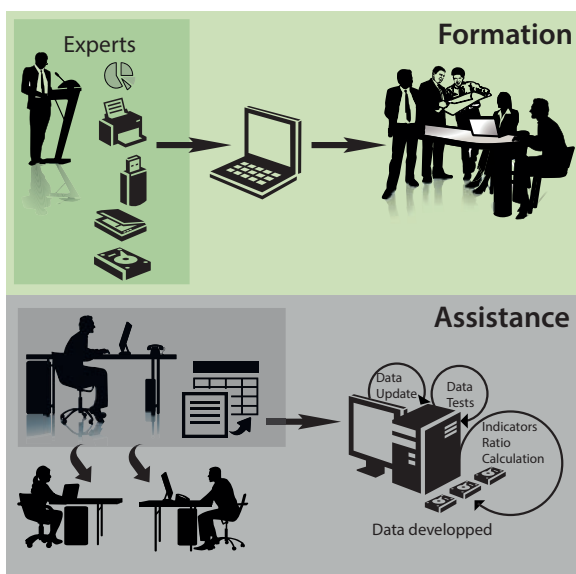 Formation
Experts
Assistance
Data
Update
Data
Tests
Indicators
Ratio
Calculation
Data developped